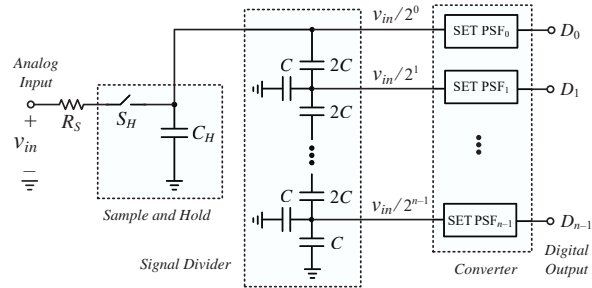 v_in/2^0
SET PSF_0
D_0
Analog
Input
C
2C
v_in/2^1
SET PSF_1
D_1
+
R_S
S_H
2C
v_in
C_H
−
C
2C
v_in/2^{n-1}
SET PSF_{n-1}
D_{n-1}
Sample and Hold
C
Digital
Output
Signal Divider
Converter